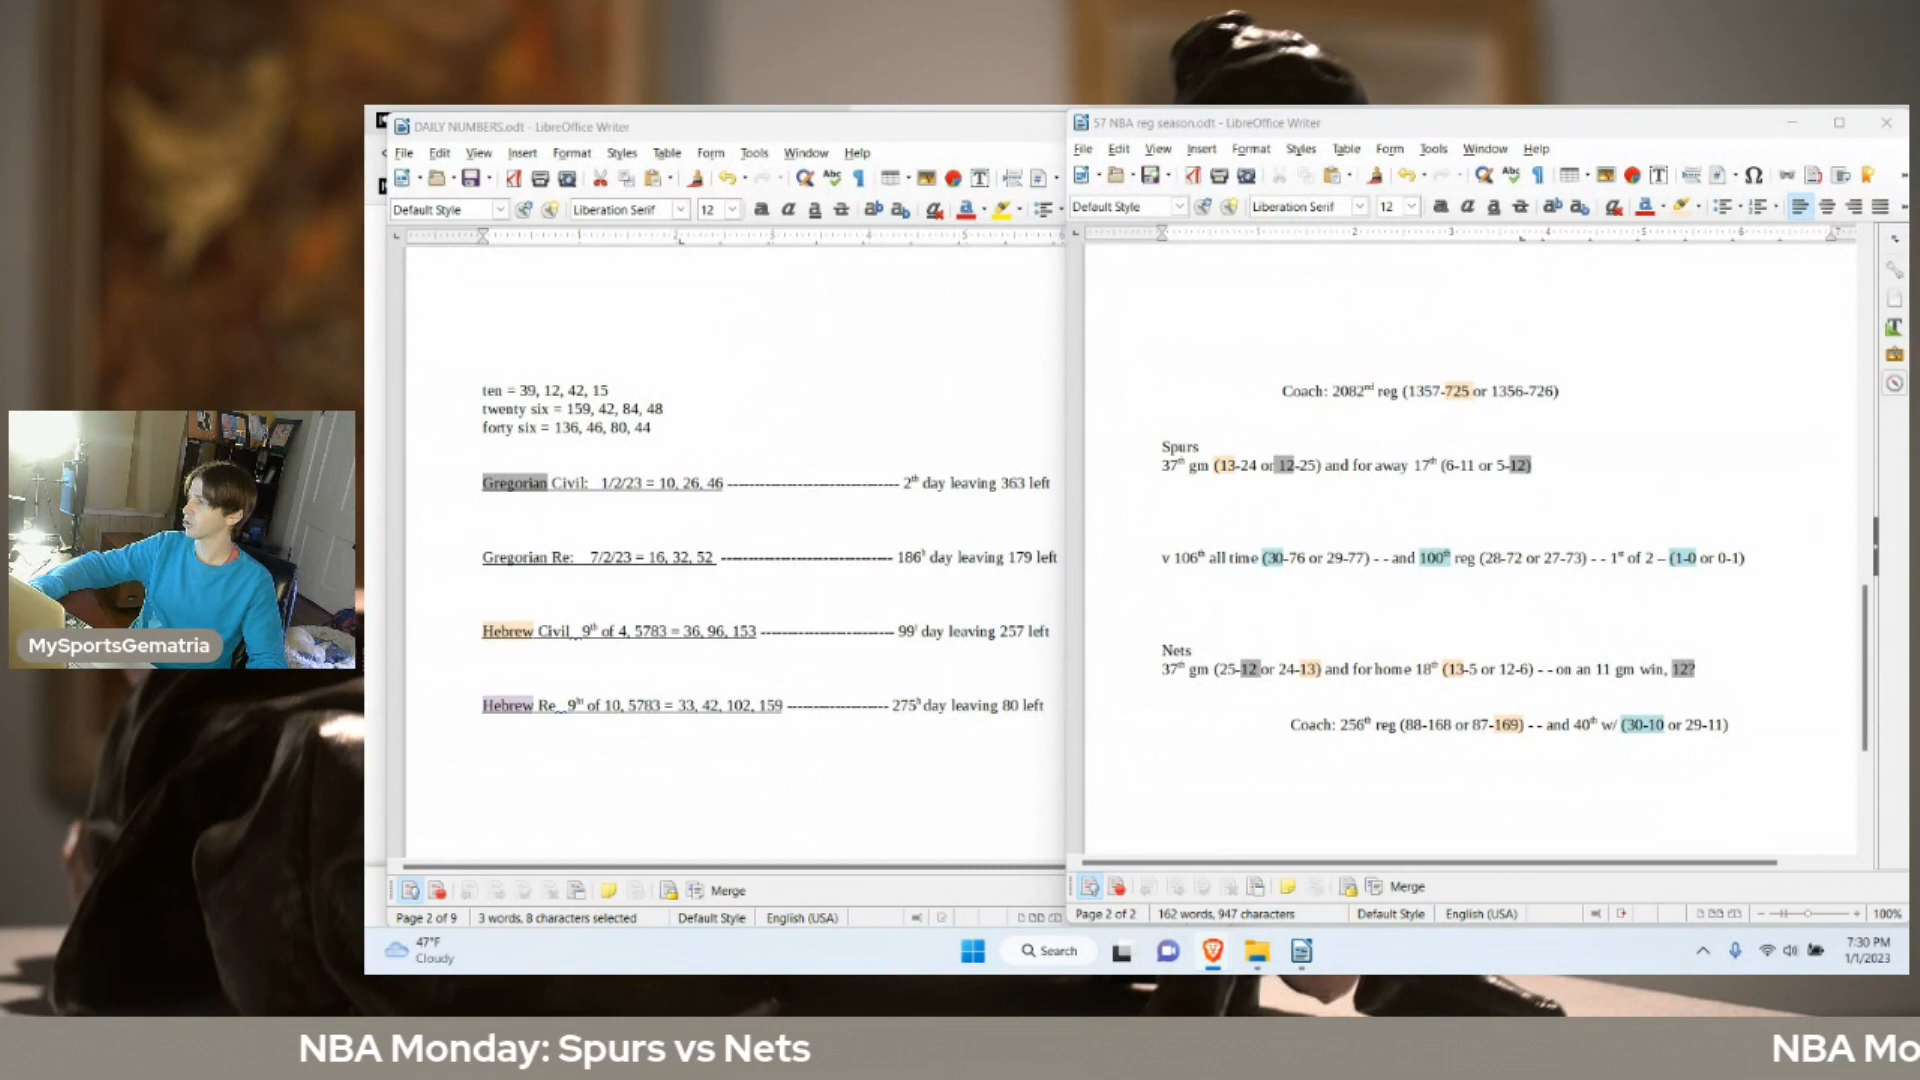 DAILY NUMBERS.odt - LibreOffice Writer
File Edit View Insert Format Styles Table Form Tools Window Help
Default Style Liberation Serif 12
ten = 39, 12, 42, 15
twenty six = 159, 42, 84, 48
forty six = 136, 46, 80, 44
Gregorian Civil: 1/2/23 = 10, 26, 46 ---------------------------------- 2th day leaving 363 left
Gregorian Re: 7/2/23 = 16, 32, 52 ---------------------------------- 186h day leaving 179 left
Hebrew Civil 9th of 4, 5783 = 36, 96, 153 -------------------------- 99t day leaving 257 left
Hebrew Re 9th of 10, 5783 = 33, 42, 102, 159 -------------------- 275h day leaving 80 left
Merge
Page 2 of 9 3 words, 8 characters selected Default Style English (USA)
57 NBA reg season.odt - LibreOffice Writer
File Edit View Insert Format Styles Table Form Tools Window Help
Default Style Liberation Serif 12
Coach: 2082nd reg (1357-725 or 1356-726)
Spurs
37th gm (13-24 or 12-25) and for away 17th (6-11 or 5-12)
v 106th all time (30-76 or 29-77) - - and 100th reg (28-72 or 27-73) - - 1st of 2 – (1-0 or 0-1)
Nets
37th gm (25-12 or 24-13) and for home 18th (13-5 or 12-6) - - on an 11 gm win, 12?
Coach: 256th reg (88-168 or 87-169) - - and 40th w/ (30-10 or 29-11)
Merge
Page 2 of 2 162 words, 947 characters Default Style English (USA) 100%
47°F
Cloudy
Search
7:30 PM
1/1/2023
MySportsGematria
NBA Monday: Spurs vs Nets
NBA Mo